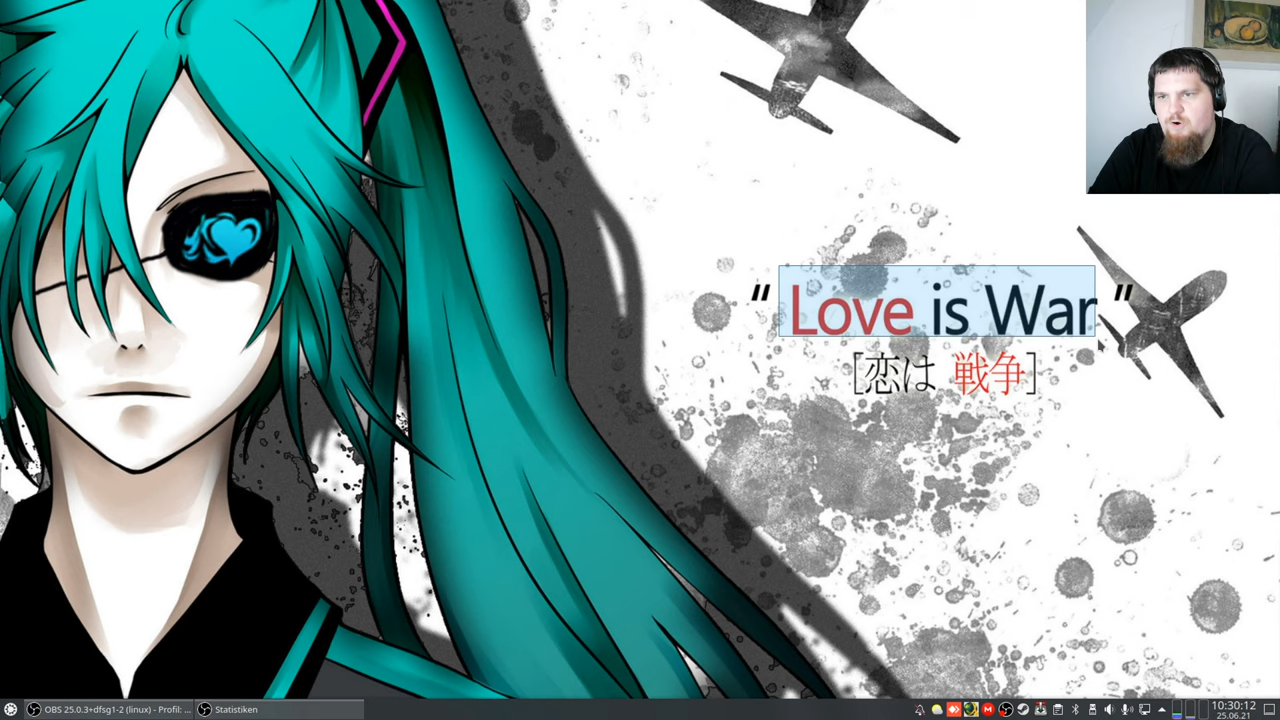 “ Love is War ”
[恋は 戦争]
OBS 25.0.3+dfsg1-2 (linux) - Profil: ...
Statistiken
10:30:12
25.06.21